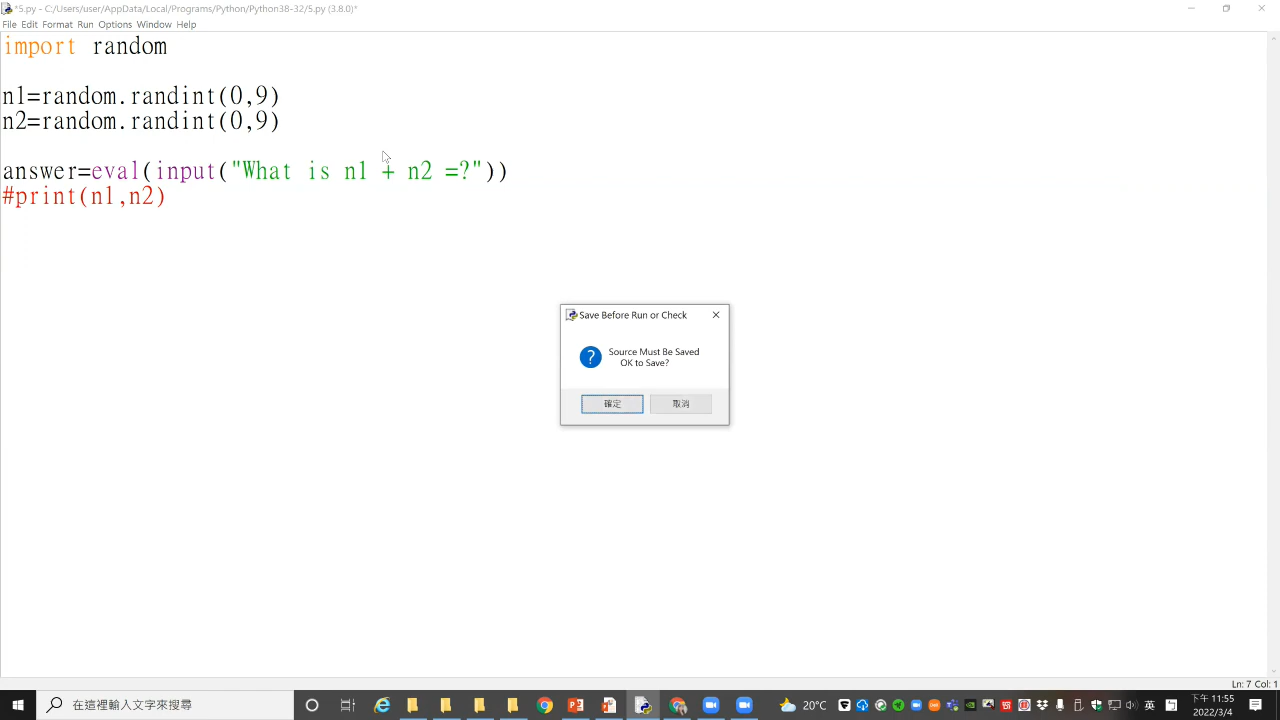 *5.py - C:/Users/user/AppData/Local/Programs/Python/Python38-32/5.py (3.8.0)*
File Edit Format Run Options Window Help
import random
n1=random.randint(0,9)
n2=random.randint(0,9)
answer=eval(input("What is n1 + n2 =?"))
#print(n1,n2)
Save Before Run or Check
Source Must Be Saved
OK to Save?
確定 取消
Ln: 7 Col: 1
在這裡輸入文字來搜尋
20°C
英
下午 11:55
2022/3/4